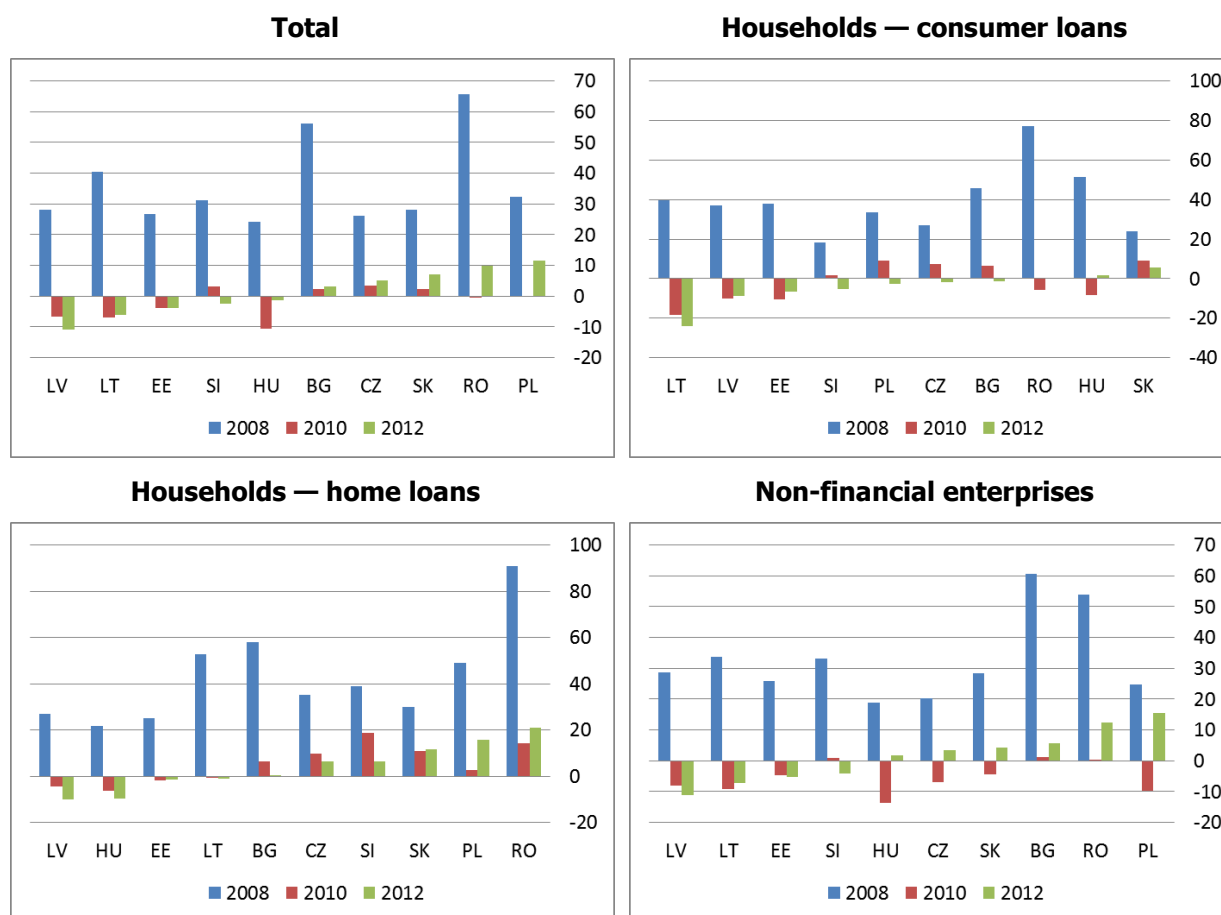 Total
70
60
50
40
30
20
10
0
-10
-20
LV LT EE SI HU BG CZ SK RO PL
2008 2010 2012
Households — consumer loans
100
80
60
40
20
0
-20
-40
LT LV EE SI PL CZ BG RO HU SK
2008 2010 2012
Households — home loans
100
80
60
40
20
0
-20
LV HU EE LT BG CZ SI SK PL RO
2008 2010 2012
Non-financial enterprises
70
60
50
40
30
20
10
0
-10
-20
LV LT EE SI HU CZ SK BG RO PL
2008 2010 2012